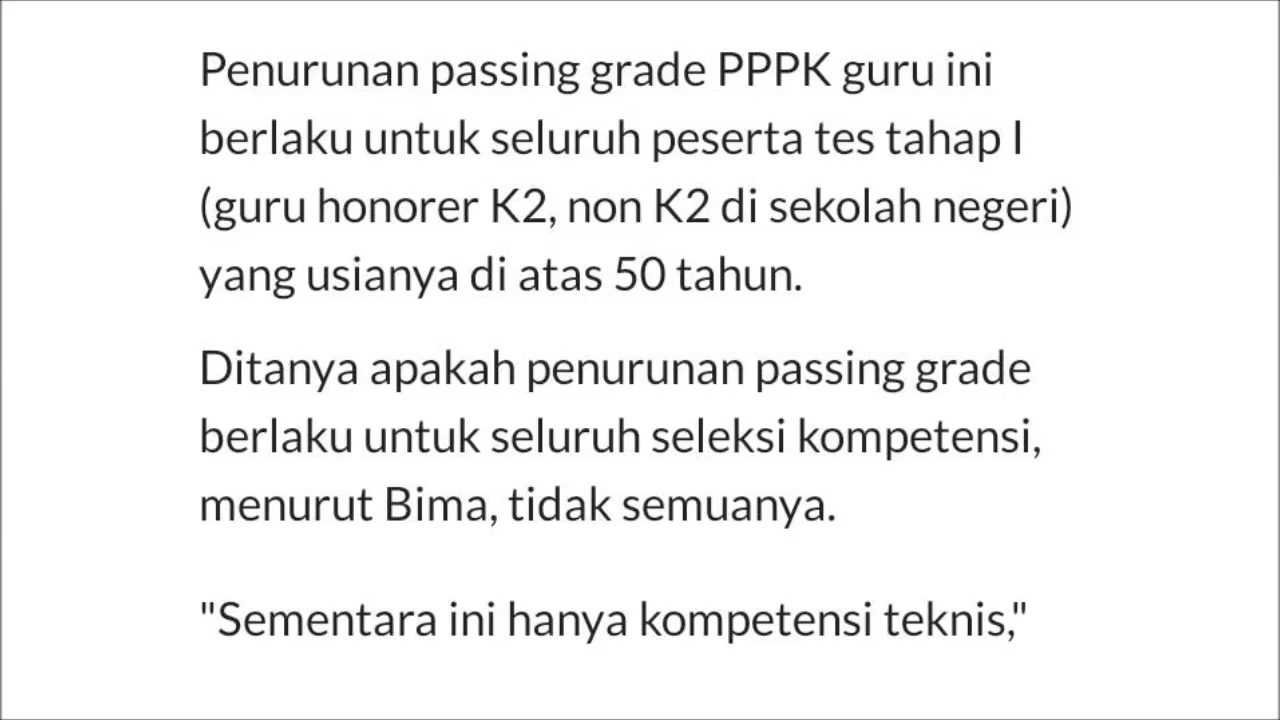 Penurunan passing grade PPPK guru ini
berlaku untuk seluruh peserta tes tahap I
(guru honorer K2, non K2 di sekolah negeri)
yang usianya di atas 50 tahun.
Ditanya apakah penurunan passing grade
berlaku untuk seluruh seleksi kompetensi,
menurut Bima, tidak semuanya.
"Sementara ini hanya kompetensi teknis,"